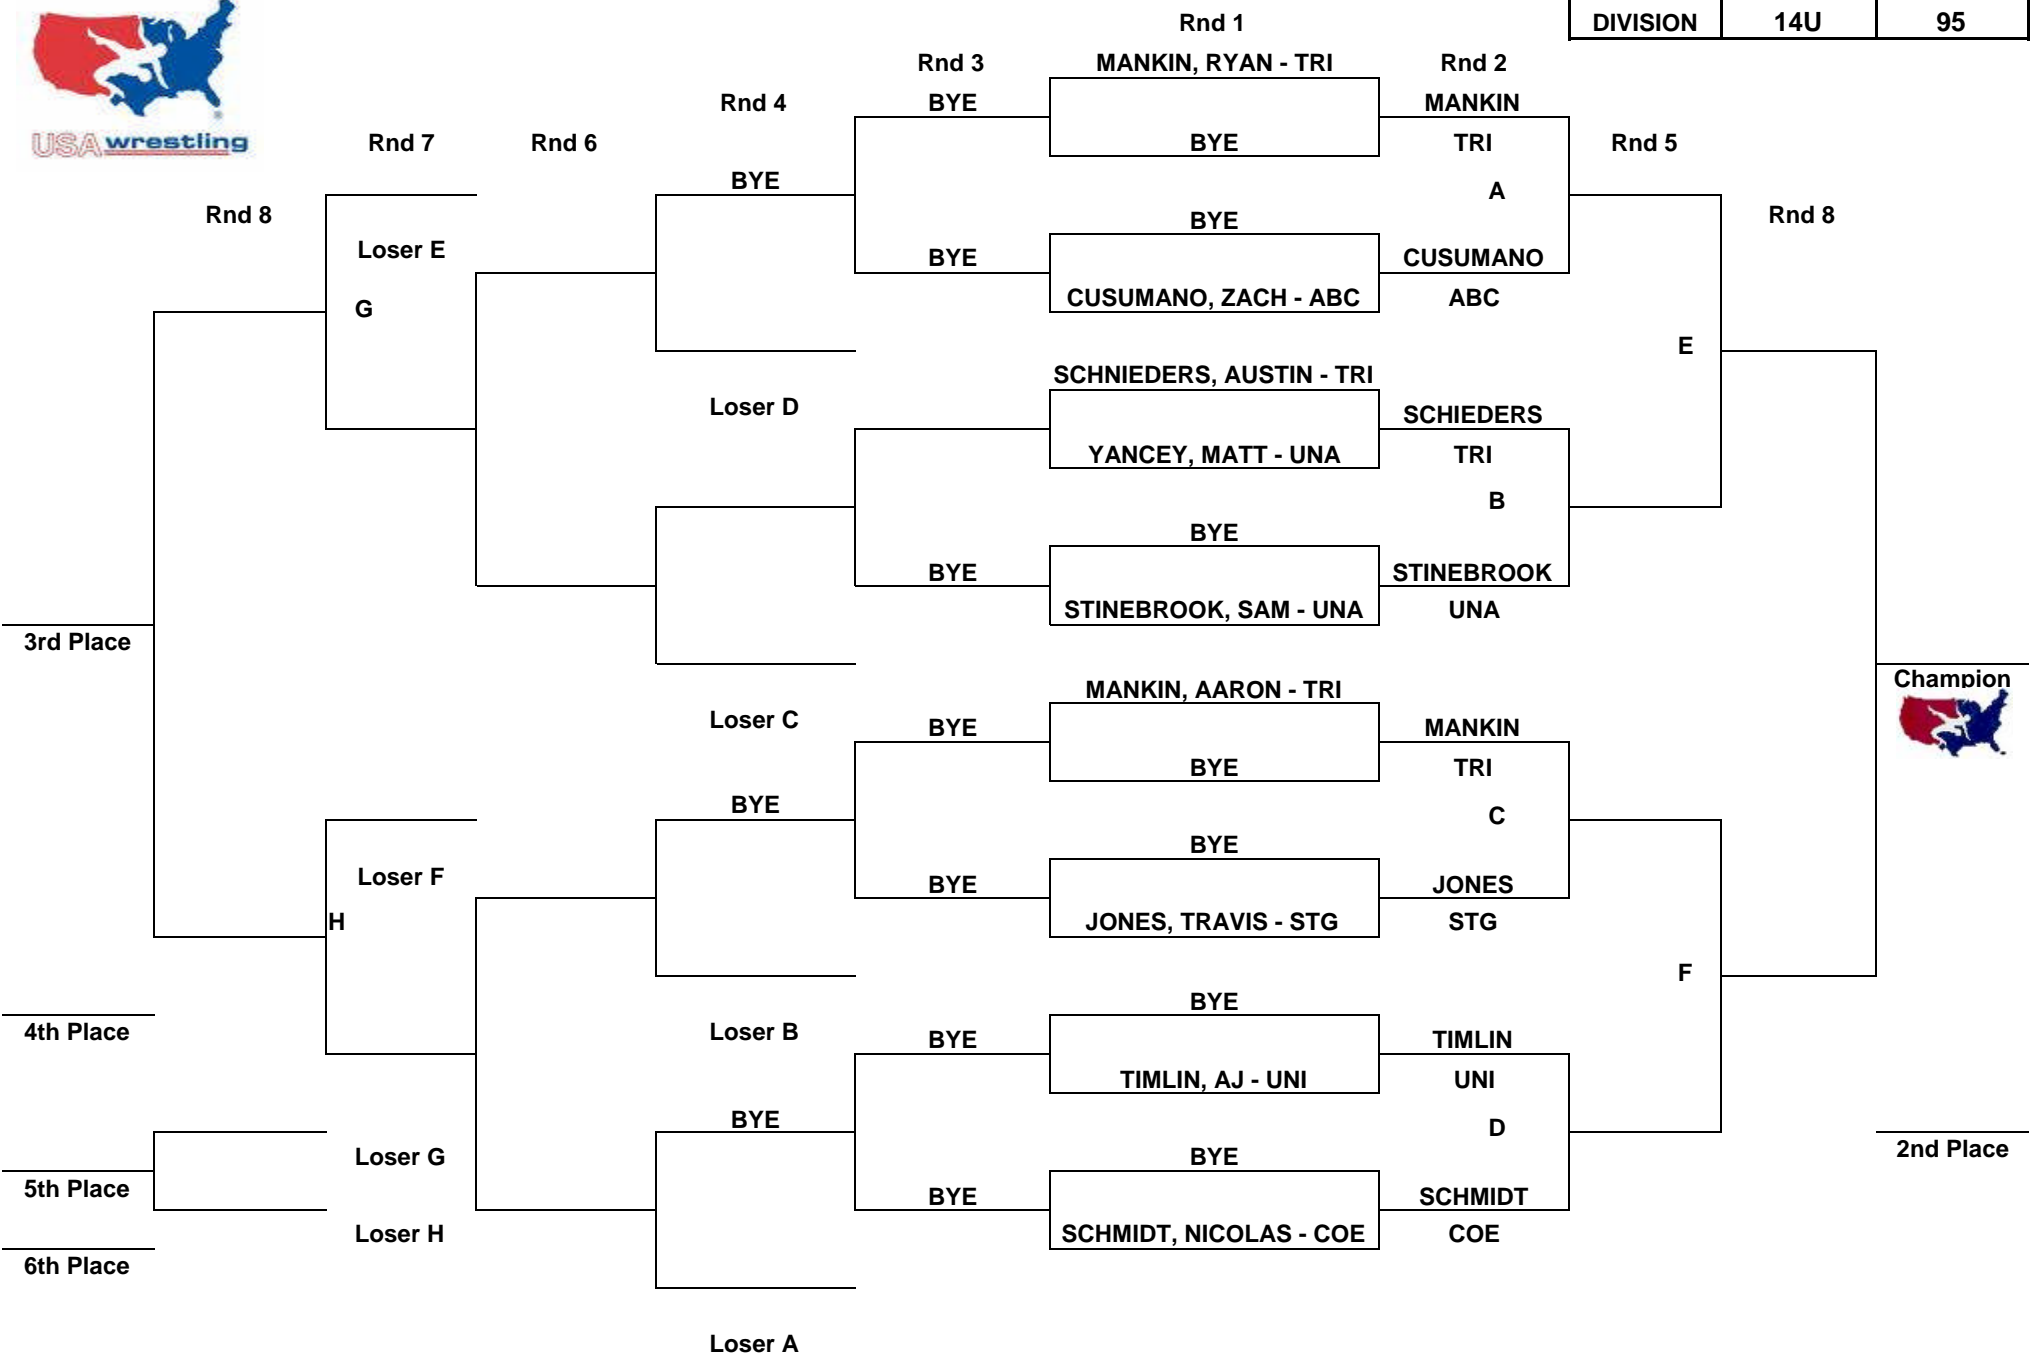 Rnd 1
DIVISION 14U 95
Rnd 3 MANKIN, RYAN - TRI Rnd 2
Rnd 4 BYE MANKIN
USA wrestling Rnd 7 Rnd 6 BYE TRI Rnd 5
BYE A
Rnd 8 BYE Rnd 8
Loser E BYE CUSUMANO
G CUSUMANO, ZACH - ABC ABC
E
SCHNIEDERS, AUSTIN - TRI
Loser D SCHIEDERS
YANCEY, MATT - UNA TRI
B
BYE
BYE STINEBROOK
STINEBROOK, SAM - UNA UNA
3rd Place
Champion
MANKIN, AARON - TRI
Loser C BYE MANKIN
BYE TRI
BYE C
BYE
Loser F BYE JONES
H JONES, TRAVIS - STG STG
F
BYE
4th Place Loser B BYE TIMLIN
TIMLIN, AJ - UNI UNI
BYE D
Loser G BYE 2nd Place
5th Place BYE SCHMIDT
Loser H SCHMIDT, NICOLAS - COE COE
6th Place
Loser A